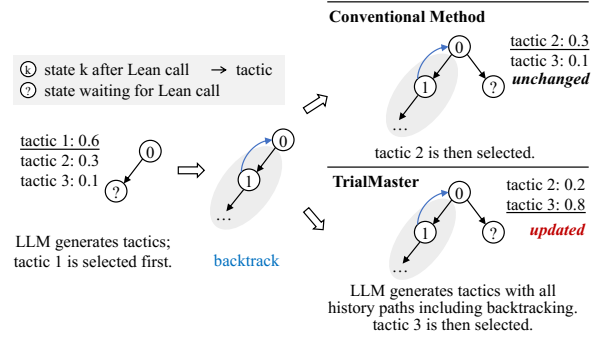 Conventional Method
k state k after Lean call → tactic
? state waiting for Lean call
tactic 1: 0.6
tactic 2: 0.3
tactic 3: 0.1
0
?
LLM generates tactics;
tactic 1 is selected first.
0
1
...
backtrack
0
1
?
...
tactic 2: 0.3
tactic 3: 0.1
unchanged
tactic 2 is then selected.
TrialMaster
0
1
?
...
tactic 2: 0.2
tactic 3: 0.8
updated
LLM generates tactics with all
history paths including backtracking.
tactic 3 is then selected.